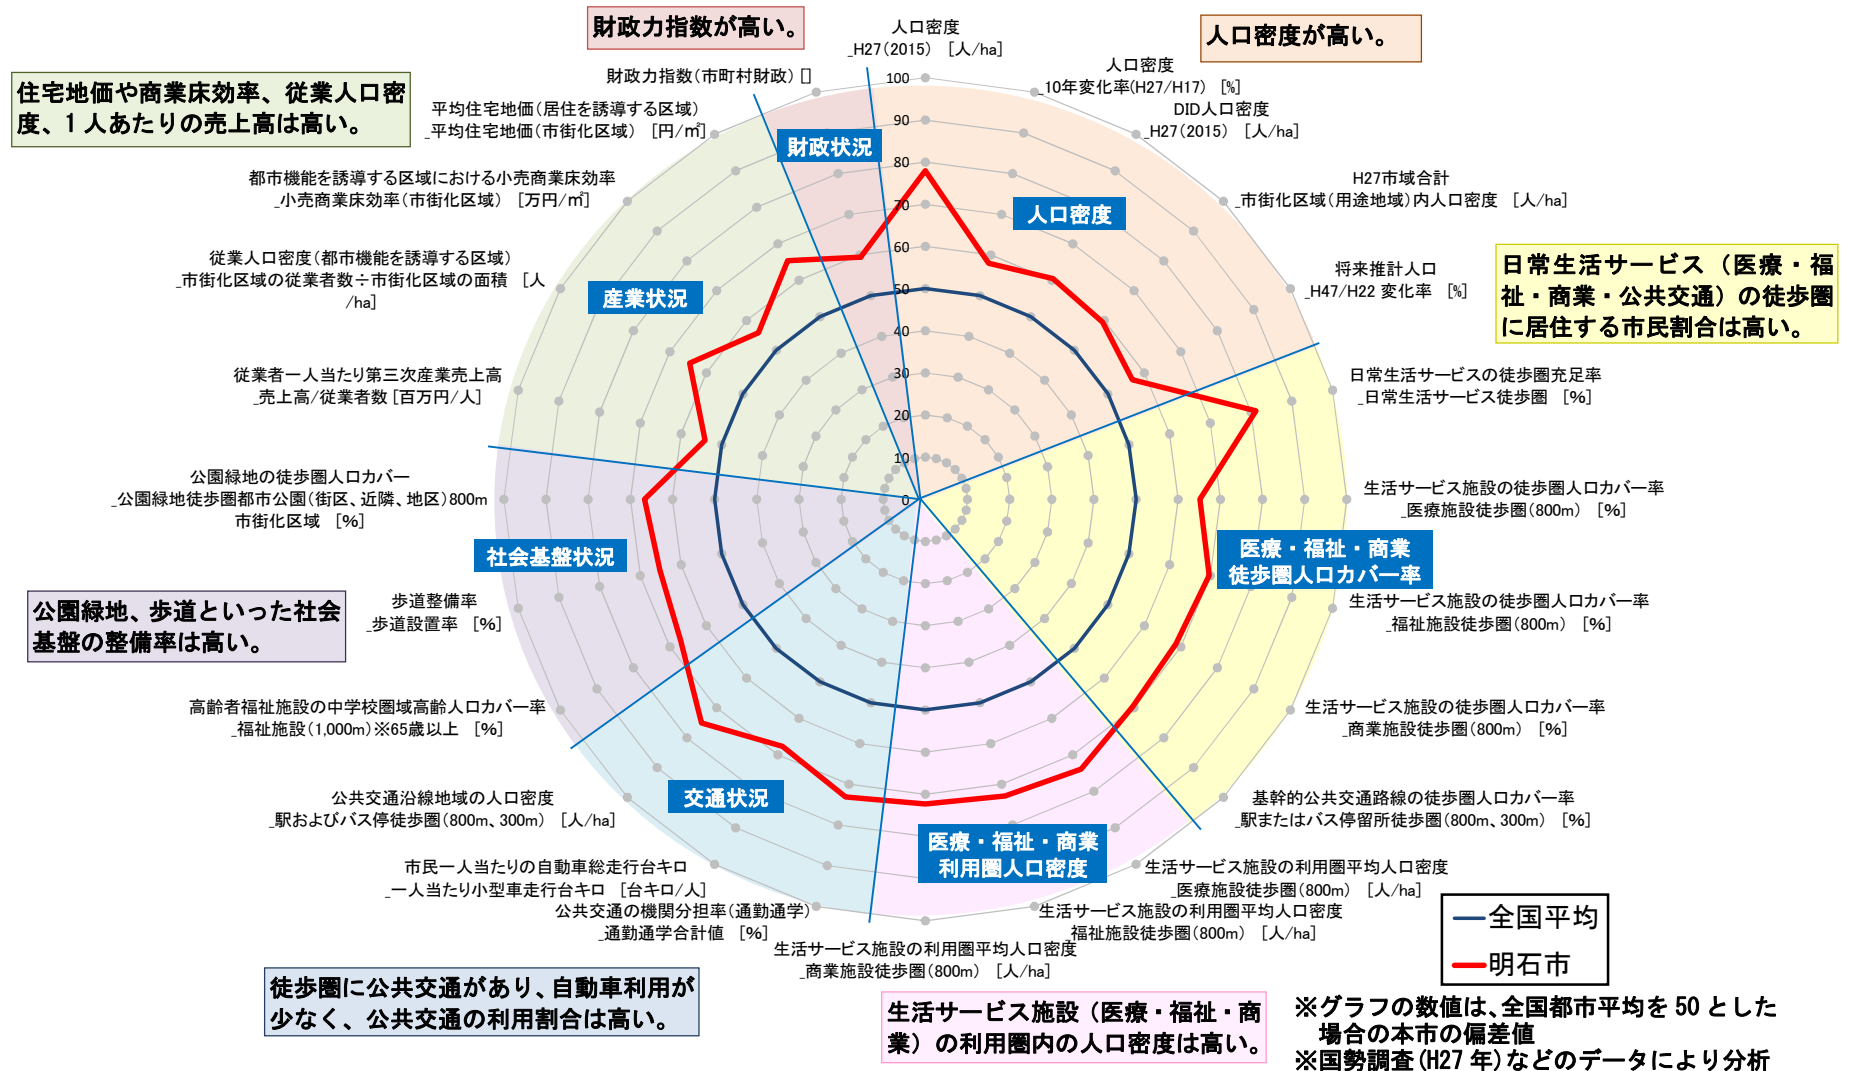 財政力指数が高い。
人口密度が高い。
住宅地価や商業床効率、従業人口密
度、1人あたりの売上高は高い。
日常生活サービス（医療・福
祉・商業・公共交通）の徒歩圏
に居住する市民割合は高い。
公園緑地、歩道といった社会
基盤の整備率は高い。
徒歩圏に公共交通があり、自動車利用が
少なく、公共交通の利用割合は高い。
生活サービス施設（医療・福祉・商
業）の利用圏内の人口密度は高い。
人口密度
_H27(2015) [人/ha]
人口密度
_10年変化率(H27/H17) [%]
DID人口密度
_H27(2015) [人/ha]
H27市域合計
_市街化区域(用途地域)内人口密度 [人/ha]
将来推計人口
_H47/H22 変化率 [%]
日常生活サービスの徒歩圏充足率
_日常生活サービス徒歩圏 [%]
生活サービス施設の徒歩圏人口カバー率
_医療施設徒歩圏(800m) [%]
生活サービス施設の徒歩圏人口カバー率
_福祉施設徒歩圏(800m) [%]
生活サービス施設の徒歩圏人口カバー率
_商業施設徒歩圏(800m) [%]
基幹的公共交通路線の徒歩圏人口カバー率
_駅またはバス停留所徒歩圏(800m、300m) [%]
生活サービス施設の利用圏平均人口密度
_医療施設徒歩圏(800m) [人/ha]
生活サービス施設の利用圏平均人口密度
_福祉施設徒歩圏(800m) [人/ha]
生活サービス施設の利用圏平均人口密度
_商業施設徒歩圏(800m) [人/ha]
公共交通の機関分担率(通勤通学)
_通勤通学合計値 [%]
市民一人当たりの自動車総走行台キロ
_一人当たり小型車走行台キロ [台キロ/人]
公共交通沿線地域の人口密度
_駅およびバス停徒歩圏(800m、300m) [人/ha]
高齢者福祉施設の中学校圏域高齢人口カバー率
_福祉施設(1,000m)※65歳以上 [%]
歩道整備率
_歩道設置率 [%]
公園緑地の徒歩圏人口カバー
_公園緑地徒歩圏都市公園(街区、近隣、地区)800m
市街化区域 [%]
従業者一人当たり第三次産業売上高
_売上高/従業者数 [百万円/人]
従業人口密度(都市機能を誘導する区域)
_市街化区域の従業者数÷市街化区域の面積 [人
/ha]
都市機能を誘導する区域における小売商業床効率
_小売商業床効率(市街化区域) [万円/㎡]
平均住宅地価(居住を誘導する区域)
_平均住宅地価(市街化区域) [円/㎡]
財政力指数(市町村財政) []
100
90
80
70
60
50
40
30
20
10
0
財政状況
人口密度
産業状況
社会基盤状況
交通状況
医療・福祉・商業
徒歩圏人口カバー率
医療・福祉・商業
利用圏人口密度
全国平均
明石市
※グラフの数値は、全国都市平均を50とした
場合の本市の偏差値
※国勢調査(H27年)などのデータにより分析